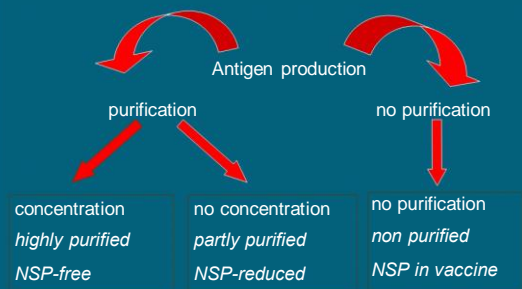 Antigen production
purification
no purification
concentration
highly purified
NSP-free
no concentration
partly purified
NSP-reduced
no purification
non purified
NSP in vaccine